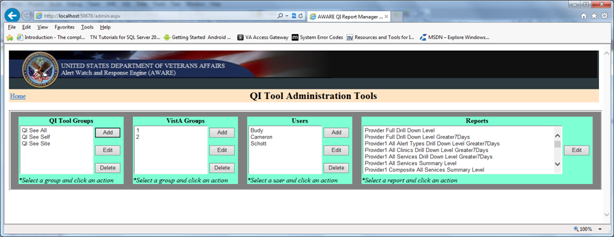 http://localhost:50878/admin.aspx
AWARE QI Report Manager ...
File Edit View Favorites Tools Help
Introduction - The compl... TN Tutorials for SQL Server 20... Getting Started Android ... VA Access Gateway System Error Codes Resources and Tools for I... MSDN – Explore Windows...
UNITED STATES DEPARTMENT OF VETERANS AFFAIRS
Alert Watch and Response Engine (AWARE)
Home
QI Tool Administration Tools
QI Tool Groups
QI See All
QI See Self
QI See Site
Add
Edit
Delete
*Select a group and click an action
VistA Groups
1
2
Add
Edit
Delete
*Select a group and click an action
Users
Budy
Cameron
Schott
Add
Edit
Delete
*Select a user and click an action
Reports
Provider Full Drill Down Level
Provider Full Drill Down Level Greater7Days
Provider1 All Alert Types Drill Down Level Greater7Days
Provider1 All Clinics Drill Down Level Greater7Days
Provider1 All Services Drill Down Level Greater7Days
Provider1 All Services Summary Level
Provider1 Composite All Services Summary Level
Edit
*Select a report and click an action
100%